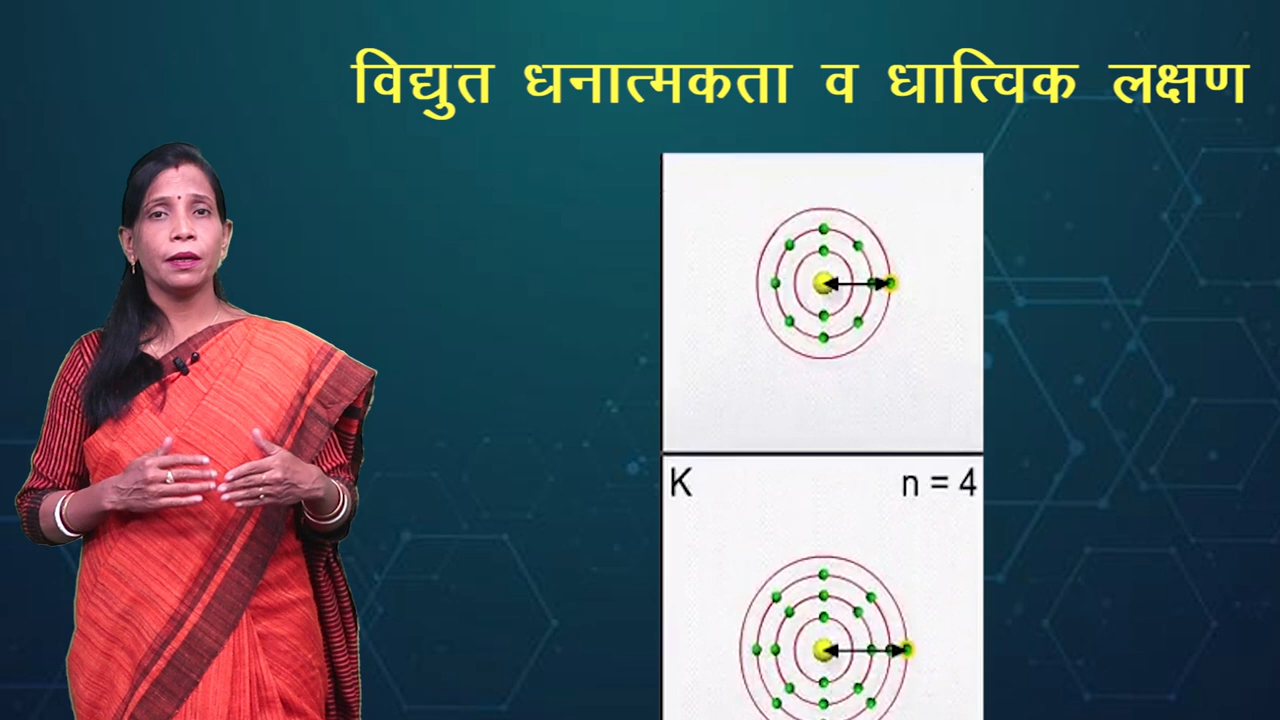 विद्युत धनात्मकता व धात्विक लक्षण
K n = 4